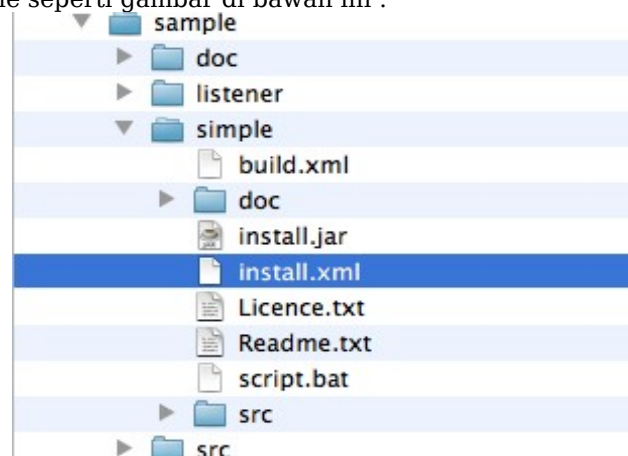 seperti gambar di bawah ini :
sample
doc
listener
simple
build.xml
doc
install.jar
install.xml
Licence.txt
Readme.txt
script.bat
src
src